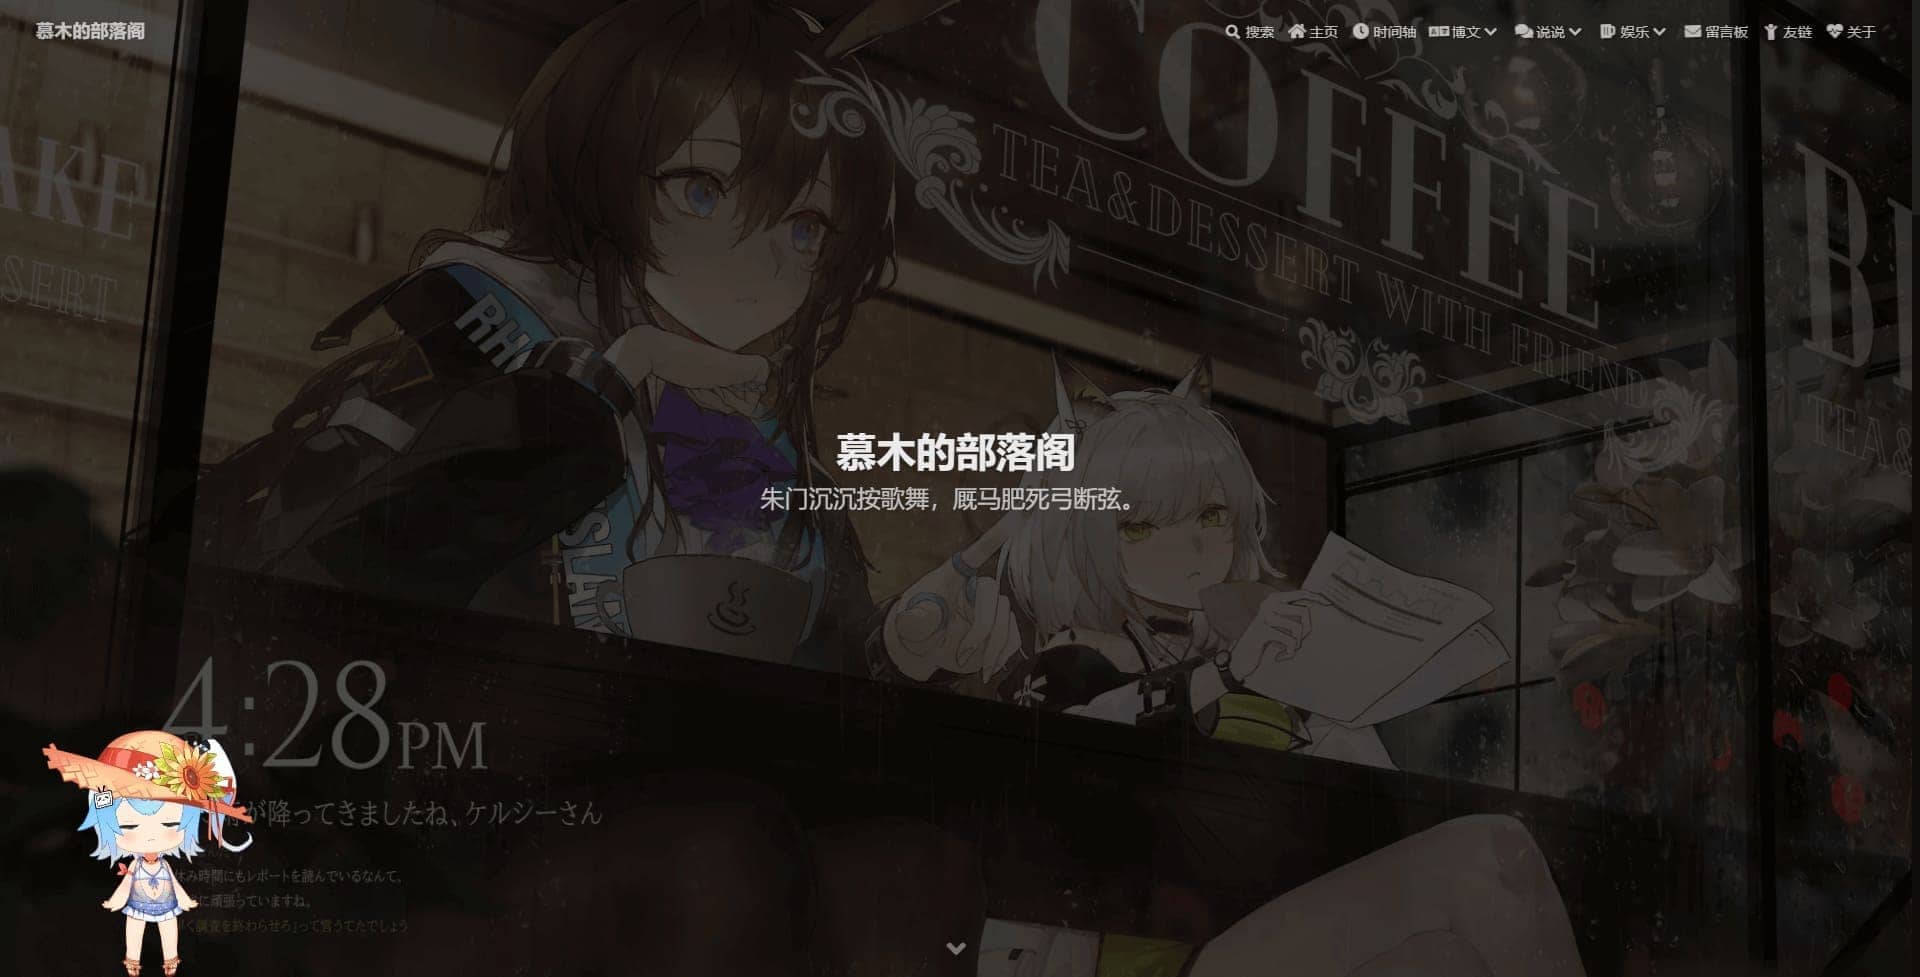 慕木的部落阁
搜索 主页 时间轴 博文 说说 娱乐 留言板 友链 关于
COFFEE
TEA&DESSERT WITH FRIEND
AKE
SERT
TEA&
慕木的部落阁
朱门沉沉按歌舞，厩马肥死弓断弦。
4:28PM
が降ってきましたね、ケルシーさん
休み時間にもレポートを読んでいるなんて、
に頑張っていますね。
く調査を終わらせろ」って言うてたでしょう